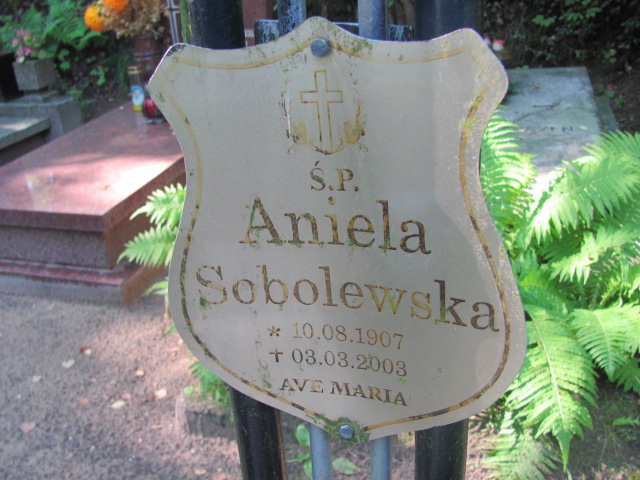 Ś.P.
Aniela
Sobolewska
* 10.08.1907
✝ 03.03.2003
AVE MARIA